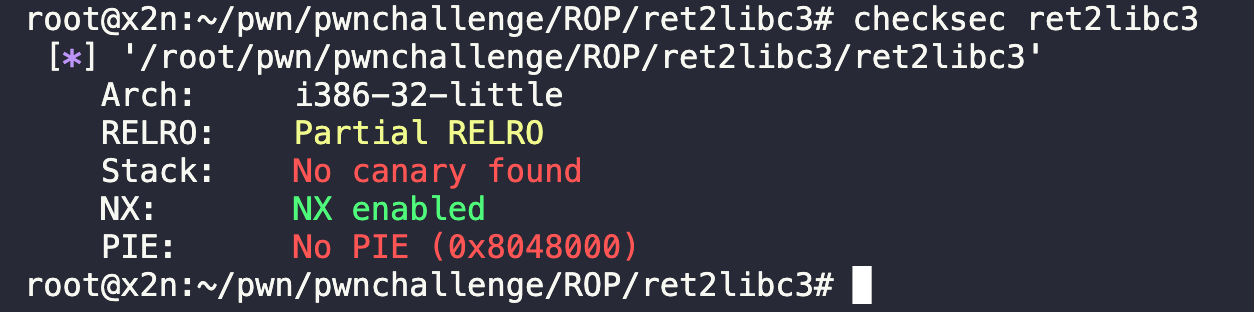 root@x2n:~/pwn/pwnchallenge/ROP/ret2libc3# checksec ret2libc3
[*] '/root/pwn/pwnchallenge/ROP/ret2libc3/ret2libc3'
Arch: i386-32-little
RELRO: Partial RELRO
Stack: No canary found
NX: NX enabled
PIE: No PIE (0x8048000)
root@x2n:~/pwn/pwnchallenge/ROP/ret2libc3#